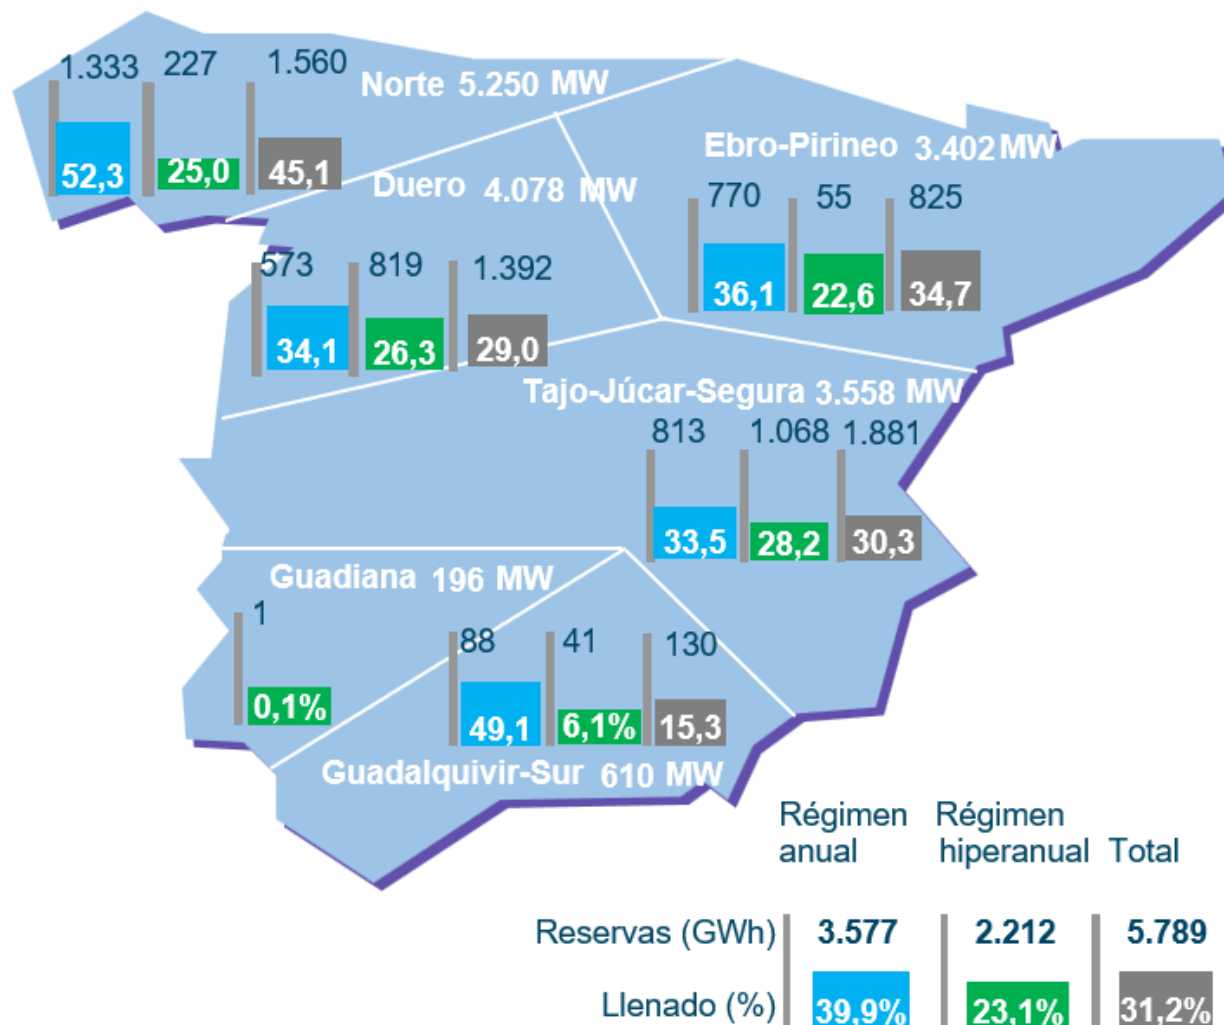 1.333 227 1.560
Norte 5.250 MW
52,3 25,0 45,1
Ebro-Pirineo 3.402 MW
Duero 4.078 MW
770 55 825
573 819 1.392
36,1 22,6 34,7
34,1 26,3 29,0
Tajo-Júcar-Segura 3.558 MW
813 1.068 1.881
33,5 28,2 30,3
Guadiana 196 MW
1
88 41 130
0,1%
49,1 6,1% 15,3
Guadalquivir-Sur 610 MW
Régimen anual Régimen hiperanual Total
Reservas (GWh) 3.577 2.212 5.789
Llenado (%) 39,9% 23,1% 31,2%